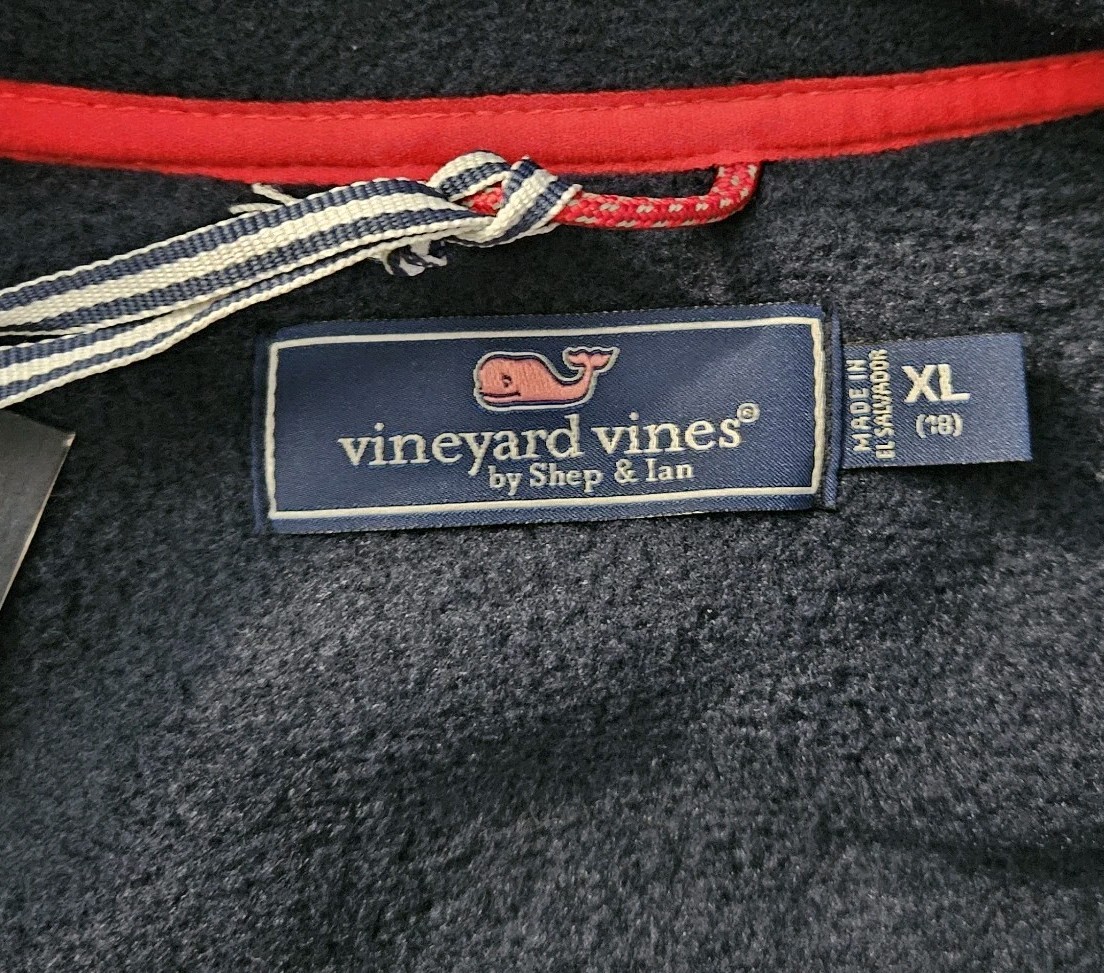 vineyard vines®
by Shep & Ian
MADE IN
EL SALVADOR
XL
(18)